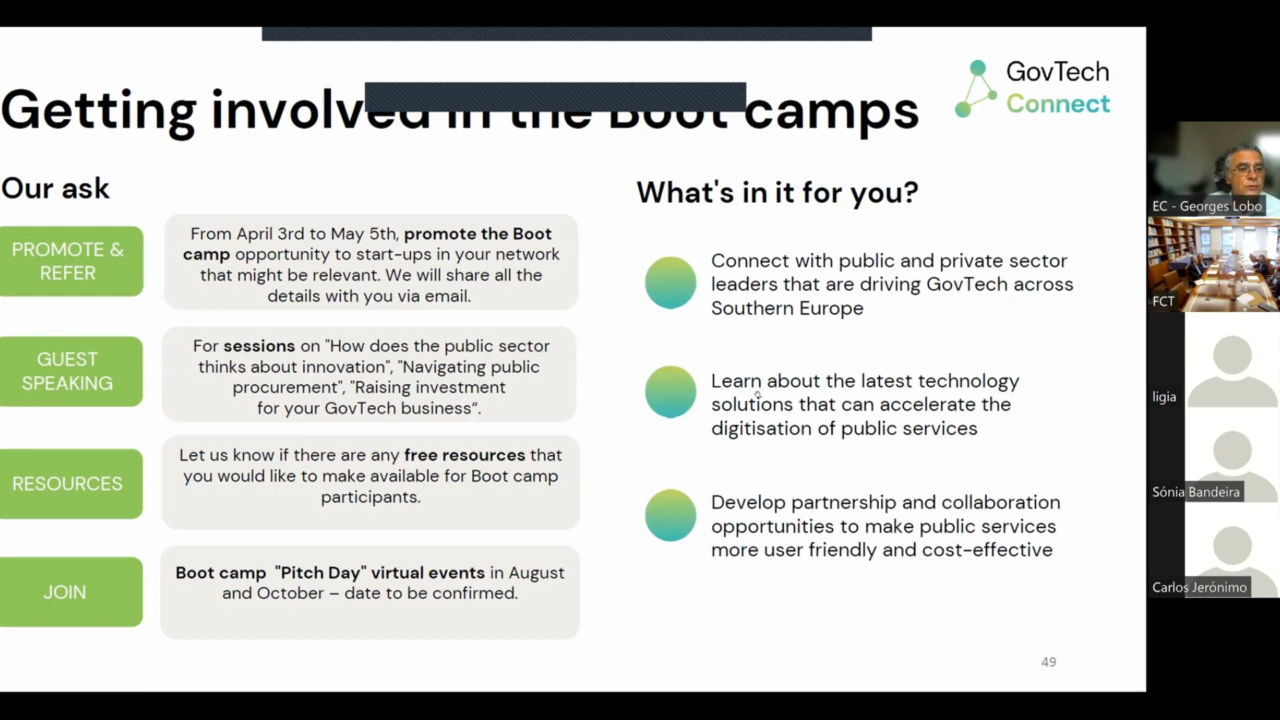 Getting involved in the Boot camps
GovTech
Connect
Our ask
PROMOTE &
REFER
From April 3rd to May 5th, promote the Boot
camp opportunity to start-ups in your network
that might be relevant. We will share all the
details with you via email.
GUEST
SPEAKING
For sessions on "How does the public sector
thinks about innovation", "Navigating public
procurement", "Raising investment
for your GovTech business“.
RESOURCES
Let us know if there are any free resources that
you would like to make available for Boot camp
participants.
JOIN
Boot camp "Pitch Day" virtual events in August
and October – date to be confirmed.
What's in it for you?
Connect with public and private sector
leaders that are driving GovTech across
Southern Europe
Learn about the latest technology
solutions that can accelerate the
digitisation of public services
Develop partnership and collaboration
opportunities to make public services
more user friendly and cost-effective
49
EC - Georges Lobo
FCT
ligia
Sónia Bandeira
Carlos Jerónimo